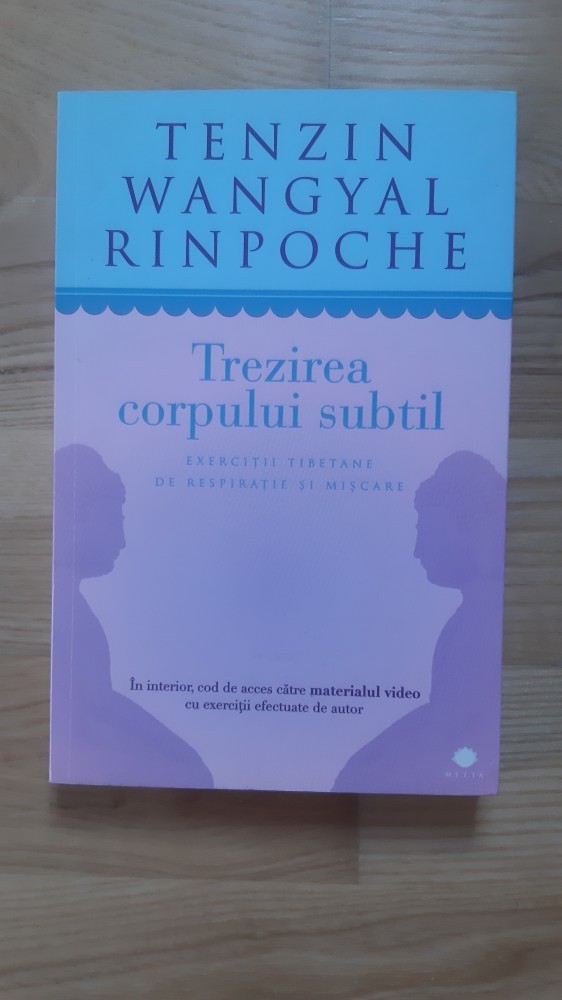 TENZIN
WANGYAL
RINPOCHE
Trezirea
corpului subtil
EXERCIȚII TIBETANE
DE RESPIRAȚIE ȘI MIȘCARE
În interior, cod de acces către materialul video
cu exerciții efectuate de autor
METTA